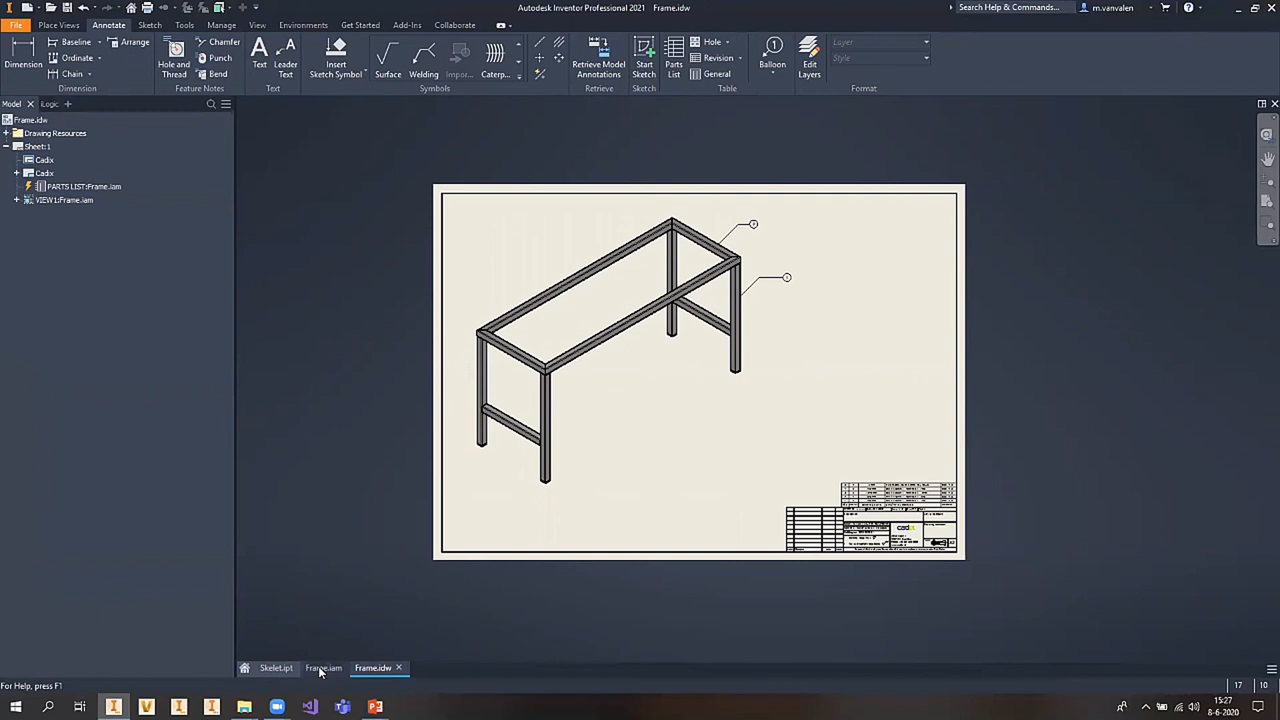 Autodesk Inventor Professional 2021 Frame.idw
Search Help & Commands...
m.vanvalen
File Place Views Annotate Sketch Tools Manage View Environments Get Started Add-Ins Collaborate
Dimension
Baseline
Ordinate
Chain
Arrange
Dimension
Hole and Thread
Chamfer
Punch
Bend
Feature Notes
Text
Leader Text
Text
Insert Sketch Symbol
Surface
Welding
Impor...
Caterp...
Symbols
Retrieve Model Annotations
Retrieve
Start Sketch
Sketch
Parts List
Hole
Revision
General
Table
Balloon
Edit Layers
Layer
Style
Format
Model
iLogic
Frame.idw
Drawing Resources
Sheet:1
Cadix
Cadix
PARTS LIST:Frame.iam
VIEW1:Frame.iam
cadix
Skelet.ipt Frame.iam Frame.idw
For Help, press F1
17 10
15:27
8-6-2020